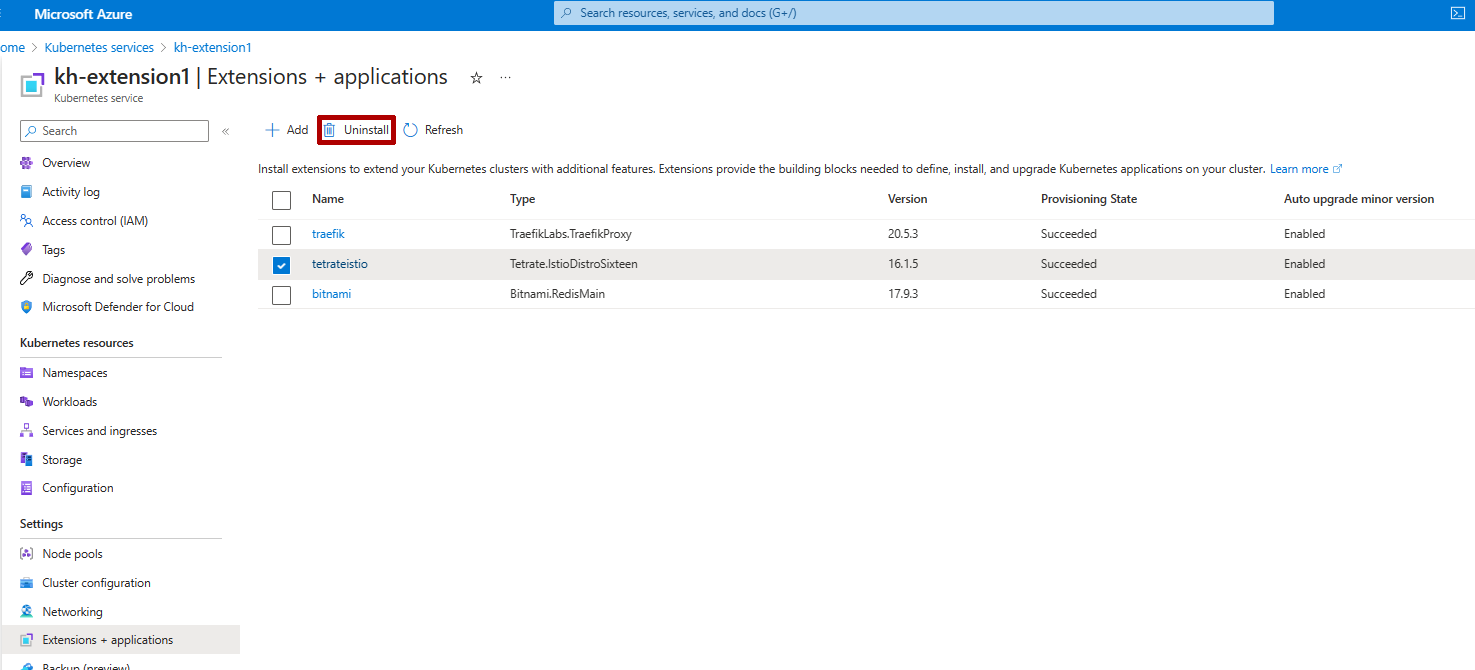 Microsoft Azure
Search resources, services, and docs (G+/)
ome > Kubernetes services > kh-extension1
kh-extension1 | Extensions + applications
Kubernetes service
Search
«
Add
Uninstall
Refresh
Overview
Activity log
Access control (IAM)
Tags
Diagnose and solve problems
Microsoft Defender for Cloud
Kubernetes resources
Namespaces
Workloads
Services and ingresses
Storage
Configuration
Settings
Node pools
Cluster configuration
Networking
Extensions + applications
Backup (preview)
Install extensions to extend your Kubernetes clusters with additional features. Extensions provide the building blocks needed to define, install, and upgrade Kubernetes applications on your cluster. Learn more
Name Type Version Provisioning State Auto upgrade minor version
traefik TraefikLabs.TraefikProxy 20.5.3 Succeeded Enabled
tetrateistio Tetrate.IstioDistroSixteen 16.1.5 Succeeded Enabled
bitnami Bitnami.RedisMain 17.9.3 Succeeded Enabled